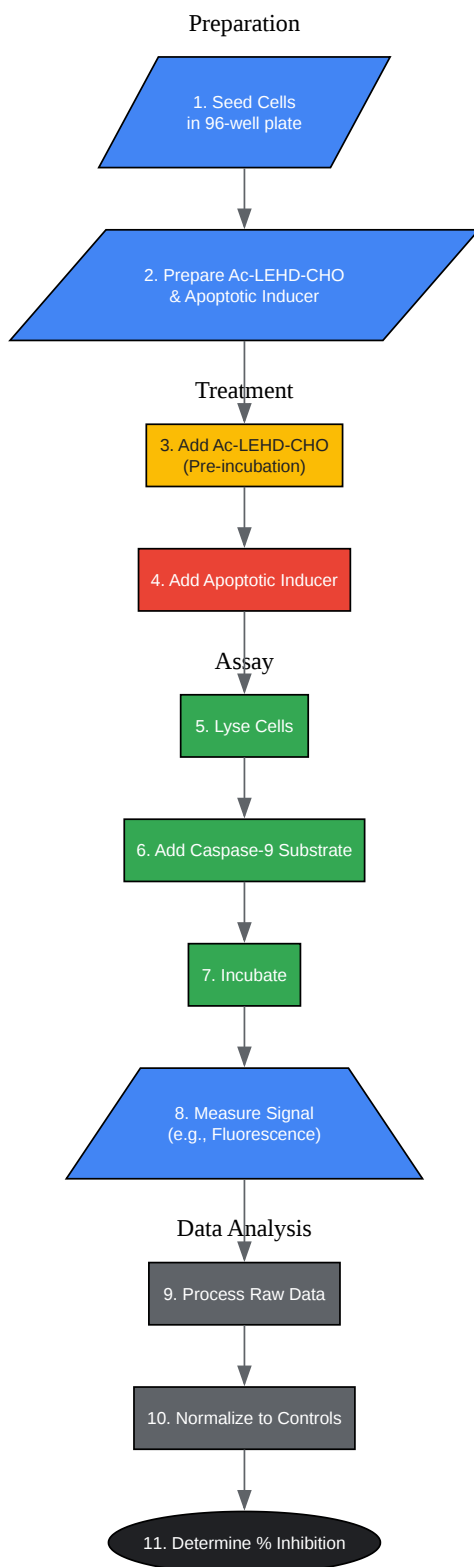 Preparation
1. Seed Cells
in 96-well plate
2. Prepare Ac-LEHD-CHO
& Apoptotic Inducer
Treatment
3. Add Ac-LEHD-CHO
(Pre-incubation)
4. Add Apoptotic Inducer
Assay
5. Lyse Cells
6. Add Caspase-9 Substrate
7. Incubate
8. Measure Signal
(e.g., Fluorescence)
Data Analysis
9. Process Raw Data
10. Normalize to Controls
11. Determine % Inhibition